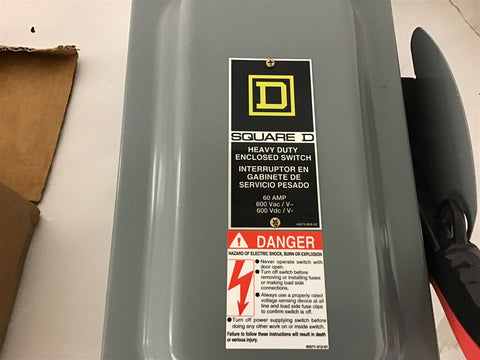 D
SQUARE D
HEAVY DUTY
ENCLOSED SWITCH
INTERRUPTOR EN
GABINETE DE
SERVICIO PESADO
60 AMP
600 Vac / V~
600 Vdc / V⎓
DANGER
HAZARD OF ELECTRIC SHOCK, BURN OR EXPLOSION
● Never operate switch with
door open.
● Turn off switch before
removing or installing fuses
or making load side
connections.
● Always use a properly rated
voltage sensing device at all
line and load side fuse clips
to confirm switch is off.
● Turn off power supplying switch before
doing any other work on or inside switch.
Failure to follow these instructions will result in death
or serious injury.